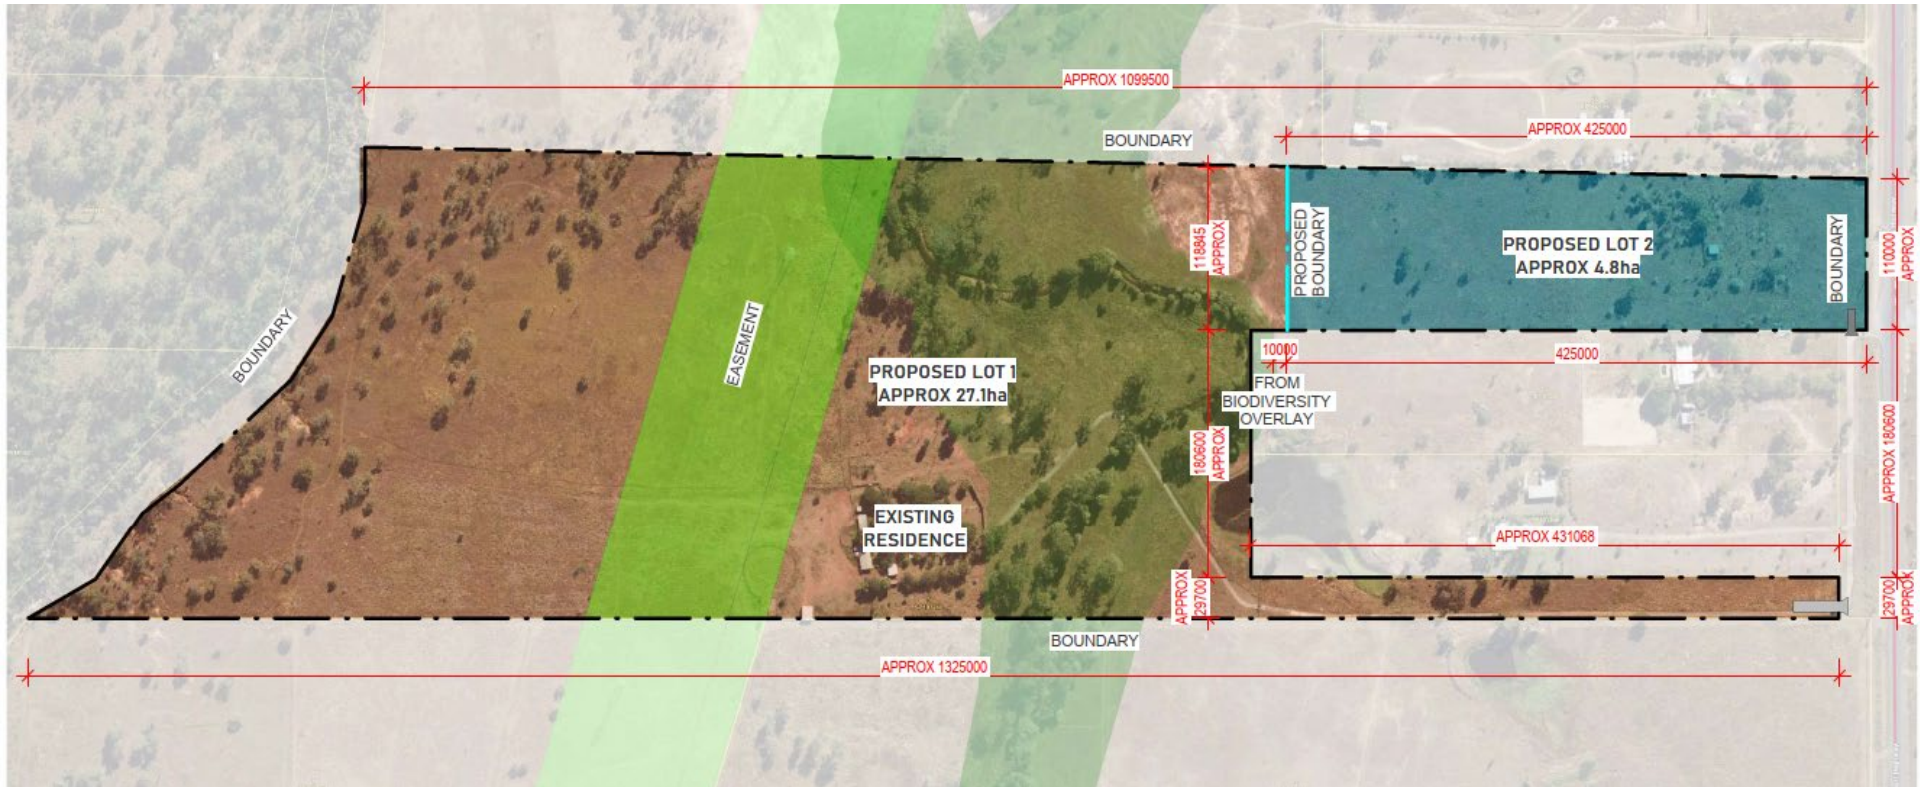 APPROX 1099500
APPROX 425000
BOUNDARY
118845
APPROX
PROPOSED
BOUNDARY
PROPOSED LOT 2
APPROX 4.8ha
BOUNDARY
110000
APPROX
BOUNDARY
EASEMENT
PROPOSED LOT 1
APPROX 27.1ha
10000
425000
FROM
BIODIVERSITY
OVERLAY
180600
APPROX
APPROX 180600
EXISTING
RESIDENCE
APPROX 431068
APPROX
29700
29700
APPROX
BOUNDARY
APPROX 1325000